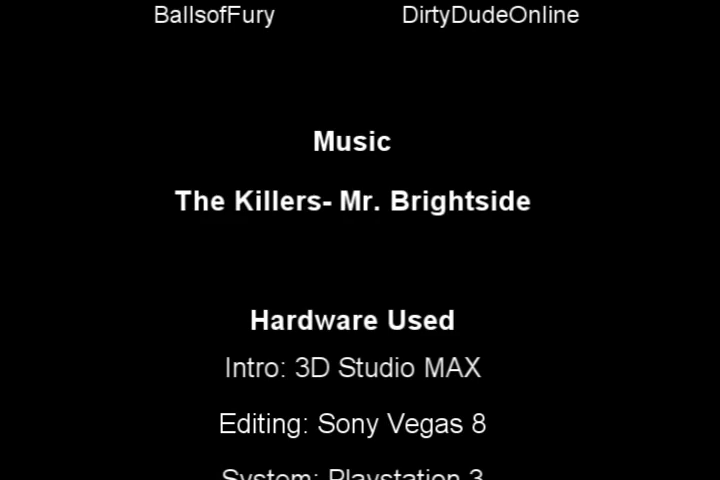 BallsofFury DirtyDudeOnline
Music
The Killers- Mr. Brightside
Hardware Used
Intro: 3D Studio MAX
Editing: Sony Vegas 8
System: Playstation 3